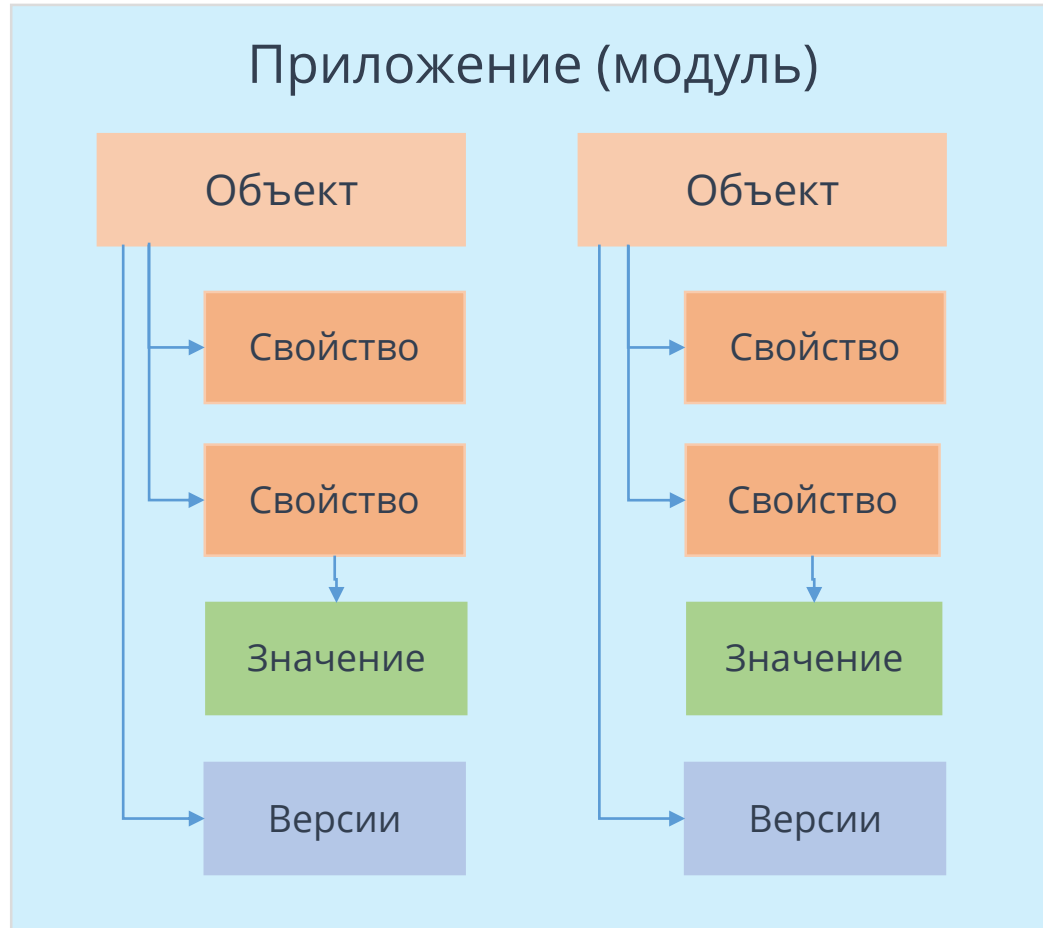 Приложение (модуль)
Объект
Свойство
Свойство
Значение
Версии
Объект
Свойство
Свойство
Значение
Версии